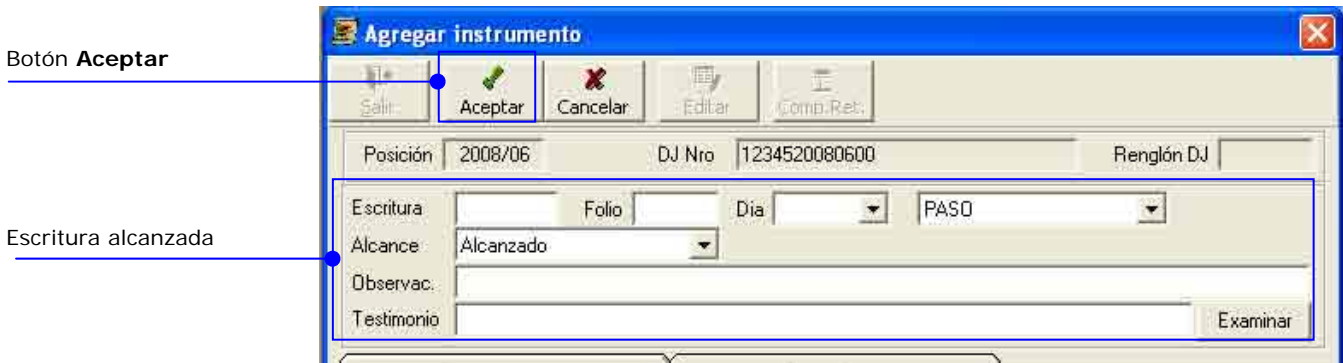 Agregar instrumento
Botón Aceptar
Salir Aceptar Cancelar Editar Comp.Ret.
Posición 2008/06 DJ Nro 1234520080600 Renglón DJ
Escritura Folio Dia PASO
Escritura alcanzada
Alcance Alcanzado
Observac.
Testimonio Examinar